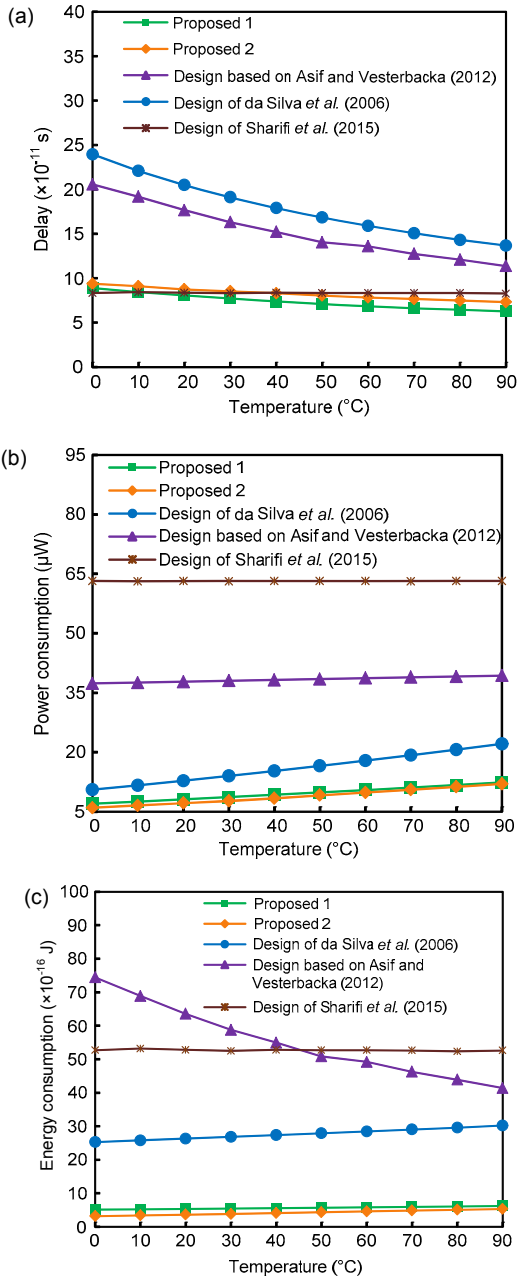 (a)
40
35
30
25
20
15
10
5
0
Delay (×10⁻¹¹ s)
Proposed 1
Proposed 2
Design based on Asif and Vesterbacka (2012)
Design of da Silva et al. (2006)
Design of Sharifi et al. (2015)
0 10 20 30 40 50 60 70 80 90
Temperature (°C)
(b)
95
80
65
50
35
20
5
Power consumption (μW)
Proposed 1
Proposed 2
Design of da Silva et al. (2006)
Design based on Asif and Vesterbacka (2012)
Design of Sharifi et al. (2015)
0 10 20 30 40 50 60 70 80 90
Temperature (°C)
(c)
100
90
80
70
60
50
40
30
20
10
0
Energy consumption (×10⁻¹⁶ J)
Proposed 1
Proposed 2
Design of da Silva et al. (2006)
Design based on Asif and
Vesterbacka (2012)
Design of Sharifi et al. (2015)
0 10 20 30 40 50 60 70 80 90
Temperature (°C)